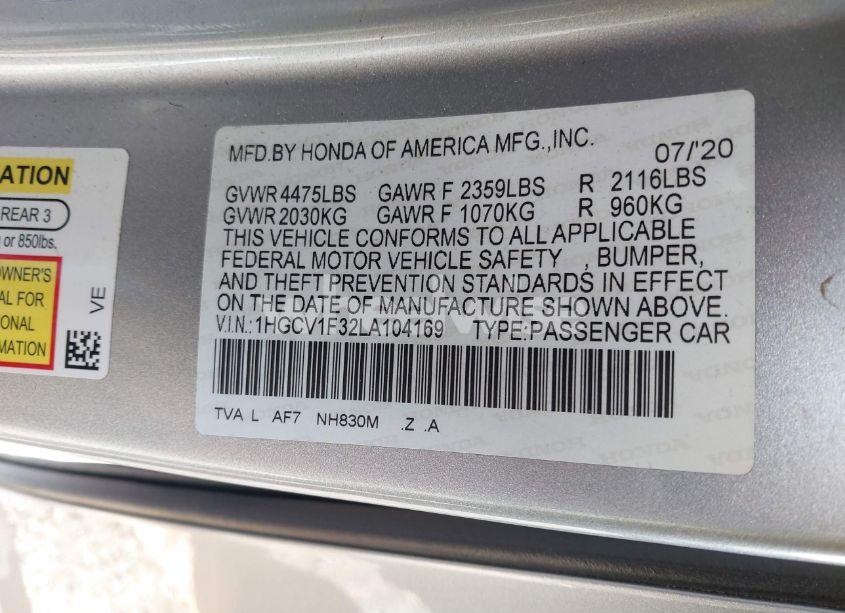 ATION
REAR 3
or 850lbs.
OWNER'S
AL FOR
ONAL
MATION
VE
MFD.BY HONDA OF AMERICA MFG.,INC. 07/'20
GVWR 4475LBS GAWR F 2359LBS R 2116LBS
GVWR 2030KG GAWR F 1070KG R 960KG
THIS VEHICLE CONFORMS TO ALL APPLICABLE
FEDERAL MOTOR VEHICLE SAFETY , BUMPER,
AND THEFT PREVENTION STANDARDS IN EFFECT
ON THE DATE OF MANUFACTURE SHOWN ABOVE.
V.I.N.:1HGCV1F32LA104169 TYPE:PASSENGER CAR
TVA L AF7 NH830M .Z .A